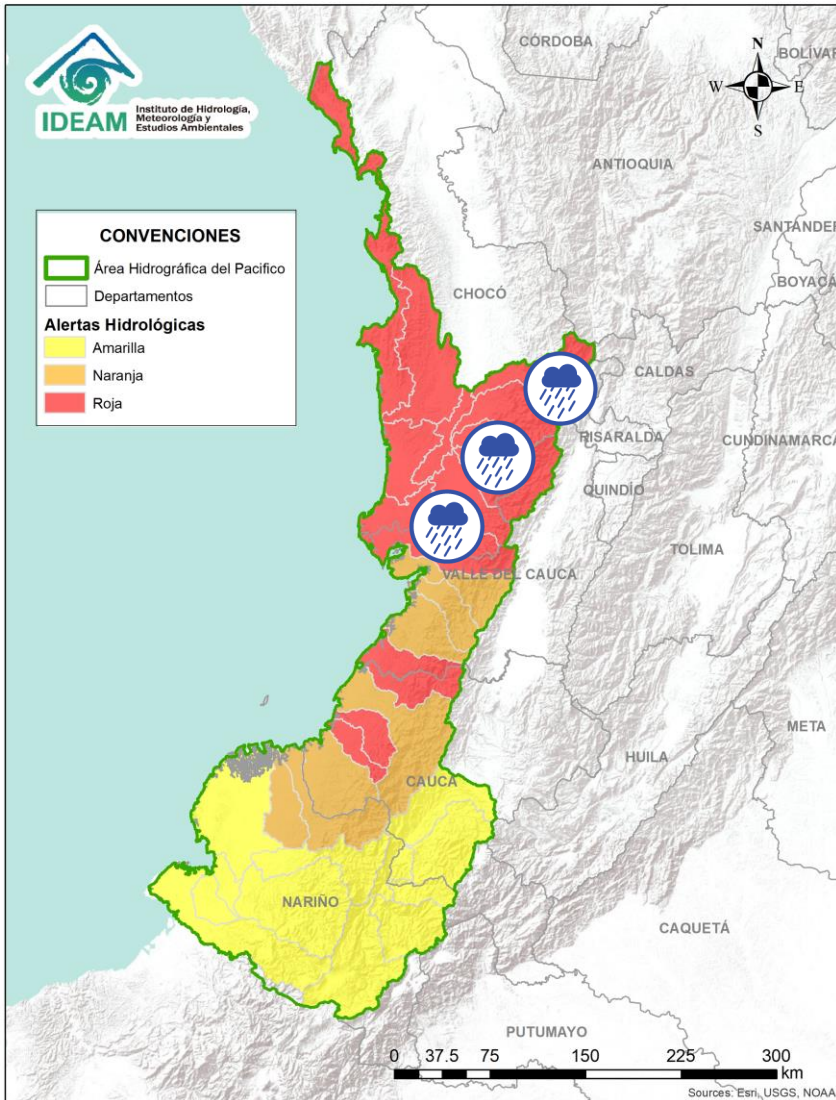 IDEAM
Instituto de Hidrología,
Meteorología y
Estudios Ambientales
N
W
E
S
CÓRDOBA
BOLÍVAR
ANTIOQUIA
SANTANDER
BOYACÁ
CHOCÓ
CALDAS
RISARALDA
CUNDINAMARCA
QUINDÍO
TOLIMA
VALLE DEL CAUCA
META
HUILA
CAUCA
NARIÑO
CAQUETÁ
PUTUMAYO
CONVENCIONES
Área Hidrográfica del Pacifico
Departamentos
Alertas Hidrológicas
Amarilla
Naranja
Roja
0 37.5 75 150 225 300
km
Sources: Esri, USGS, NOAA